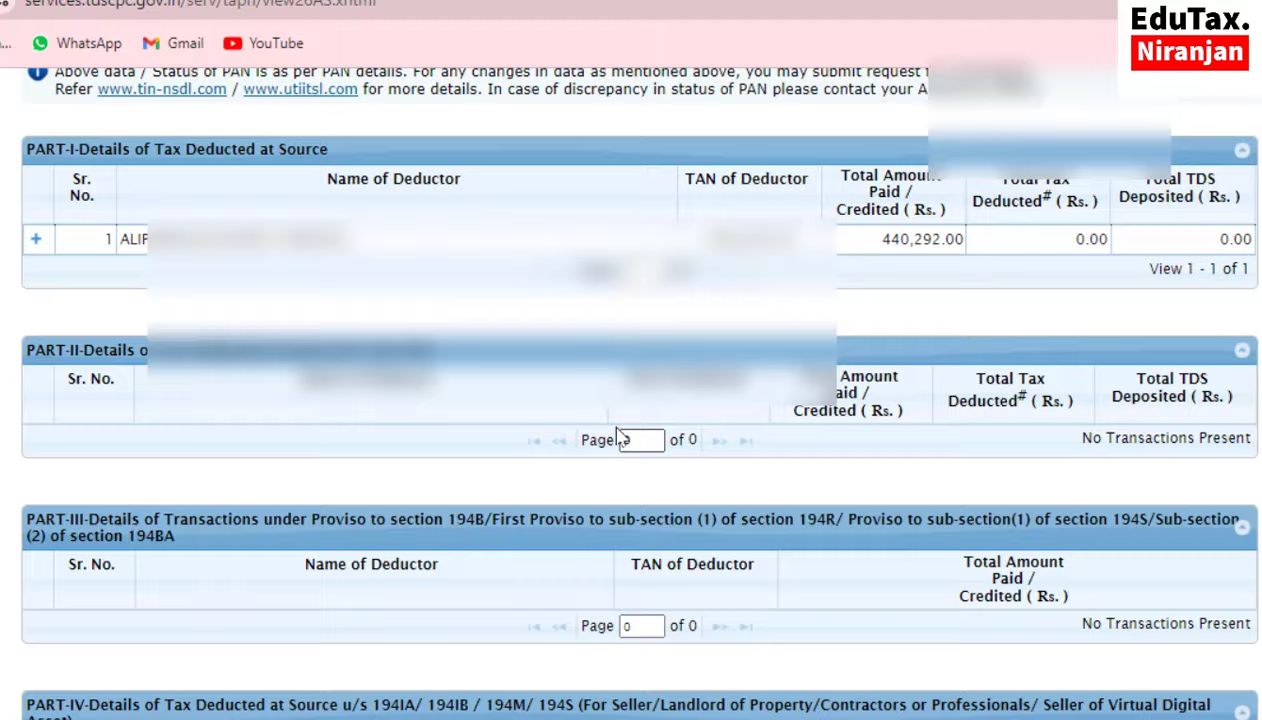 services.tdscpc.gov.in/serv/tapn/view26AS.xhtml
WhatsApp Gmail YouTube
EduTax.
Niranjan
Above data / Status of PAN is as per PAN details. For any changes in data as mentioned above, you may submit request
Refer www.tin-nsdl.com / www.utiitsl.com for more details. In case of discrepancy in status of PAN please contact your A
PART-I-Details of Tax Deducted at Source
Sr. No. Name of Deductor TAN of Deductor Total Amount Paid / Credited ( Rs. ) Total Tax Deducted# ( Rs. ) Total TDS Deposited ( Rs. )
+ 1 ALIF 440,292.00 0.00 0.00
View 1 - 1 of 1
PART-II-Details o
Sr. No. Amount aid / Credited ( Rs. ) Total Tax Deducted# ( Rs. ) Total TDS Deposited ( Rs. )
Page of 0 No Transactions Present
PART-III-Details of Transactions under Proviso to section 194B/First Proviso to sub-section (1) of section 194R/ Proviso to sub-section(1) of section 194S/Sub-section
(2) of section 194BA
Sr. No. Name of Deductor TAN of Deductor Total Amount Paid / Credited ( Rs. )
Page 0 of 0 No Transactions Present
PART-IV-Details of Tax Deducted at Source u/s 194IA/ 194IB / 194M/ 194S (For Seller/Landlord of Property/Contractors or Professionals/ Seller of Virtual Digital
Asset)